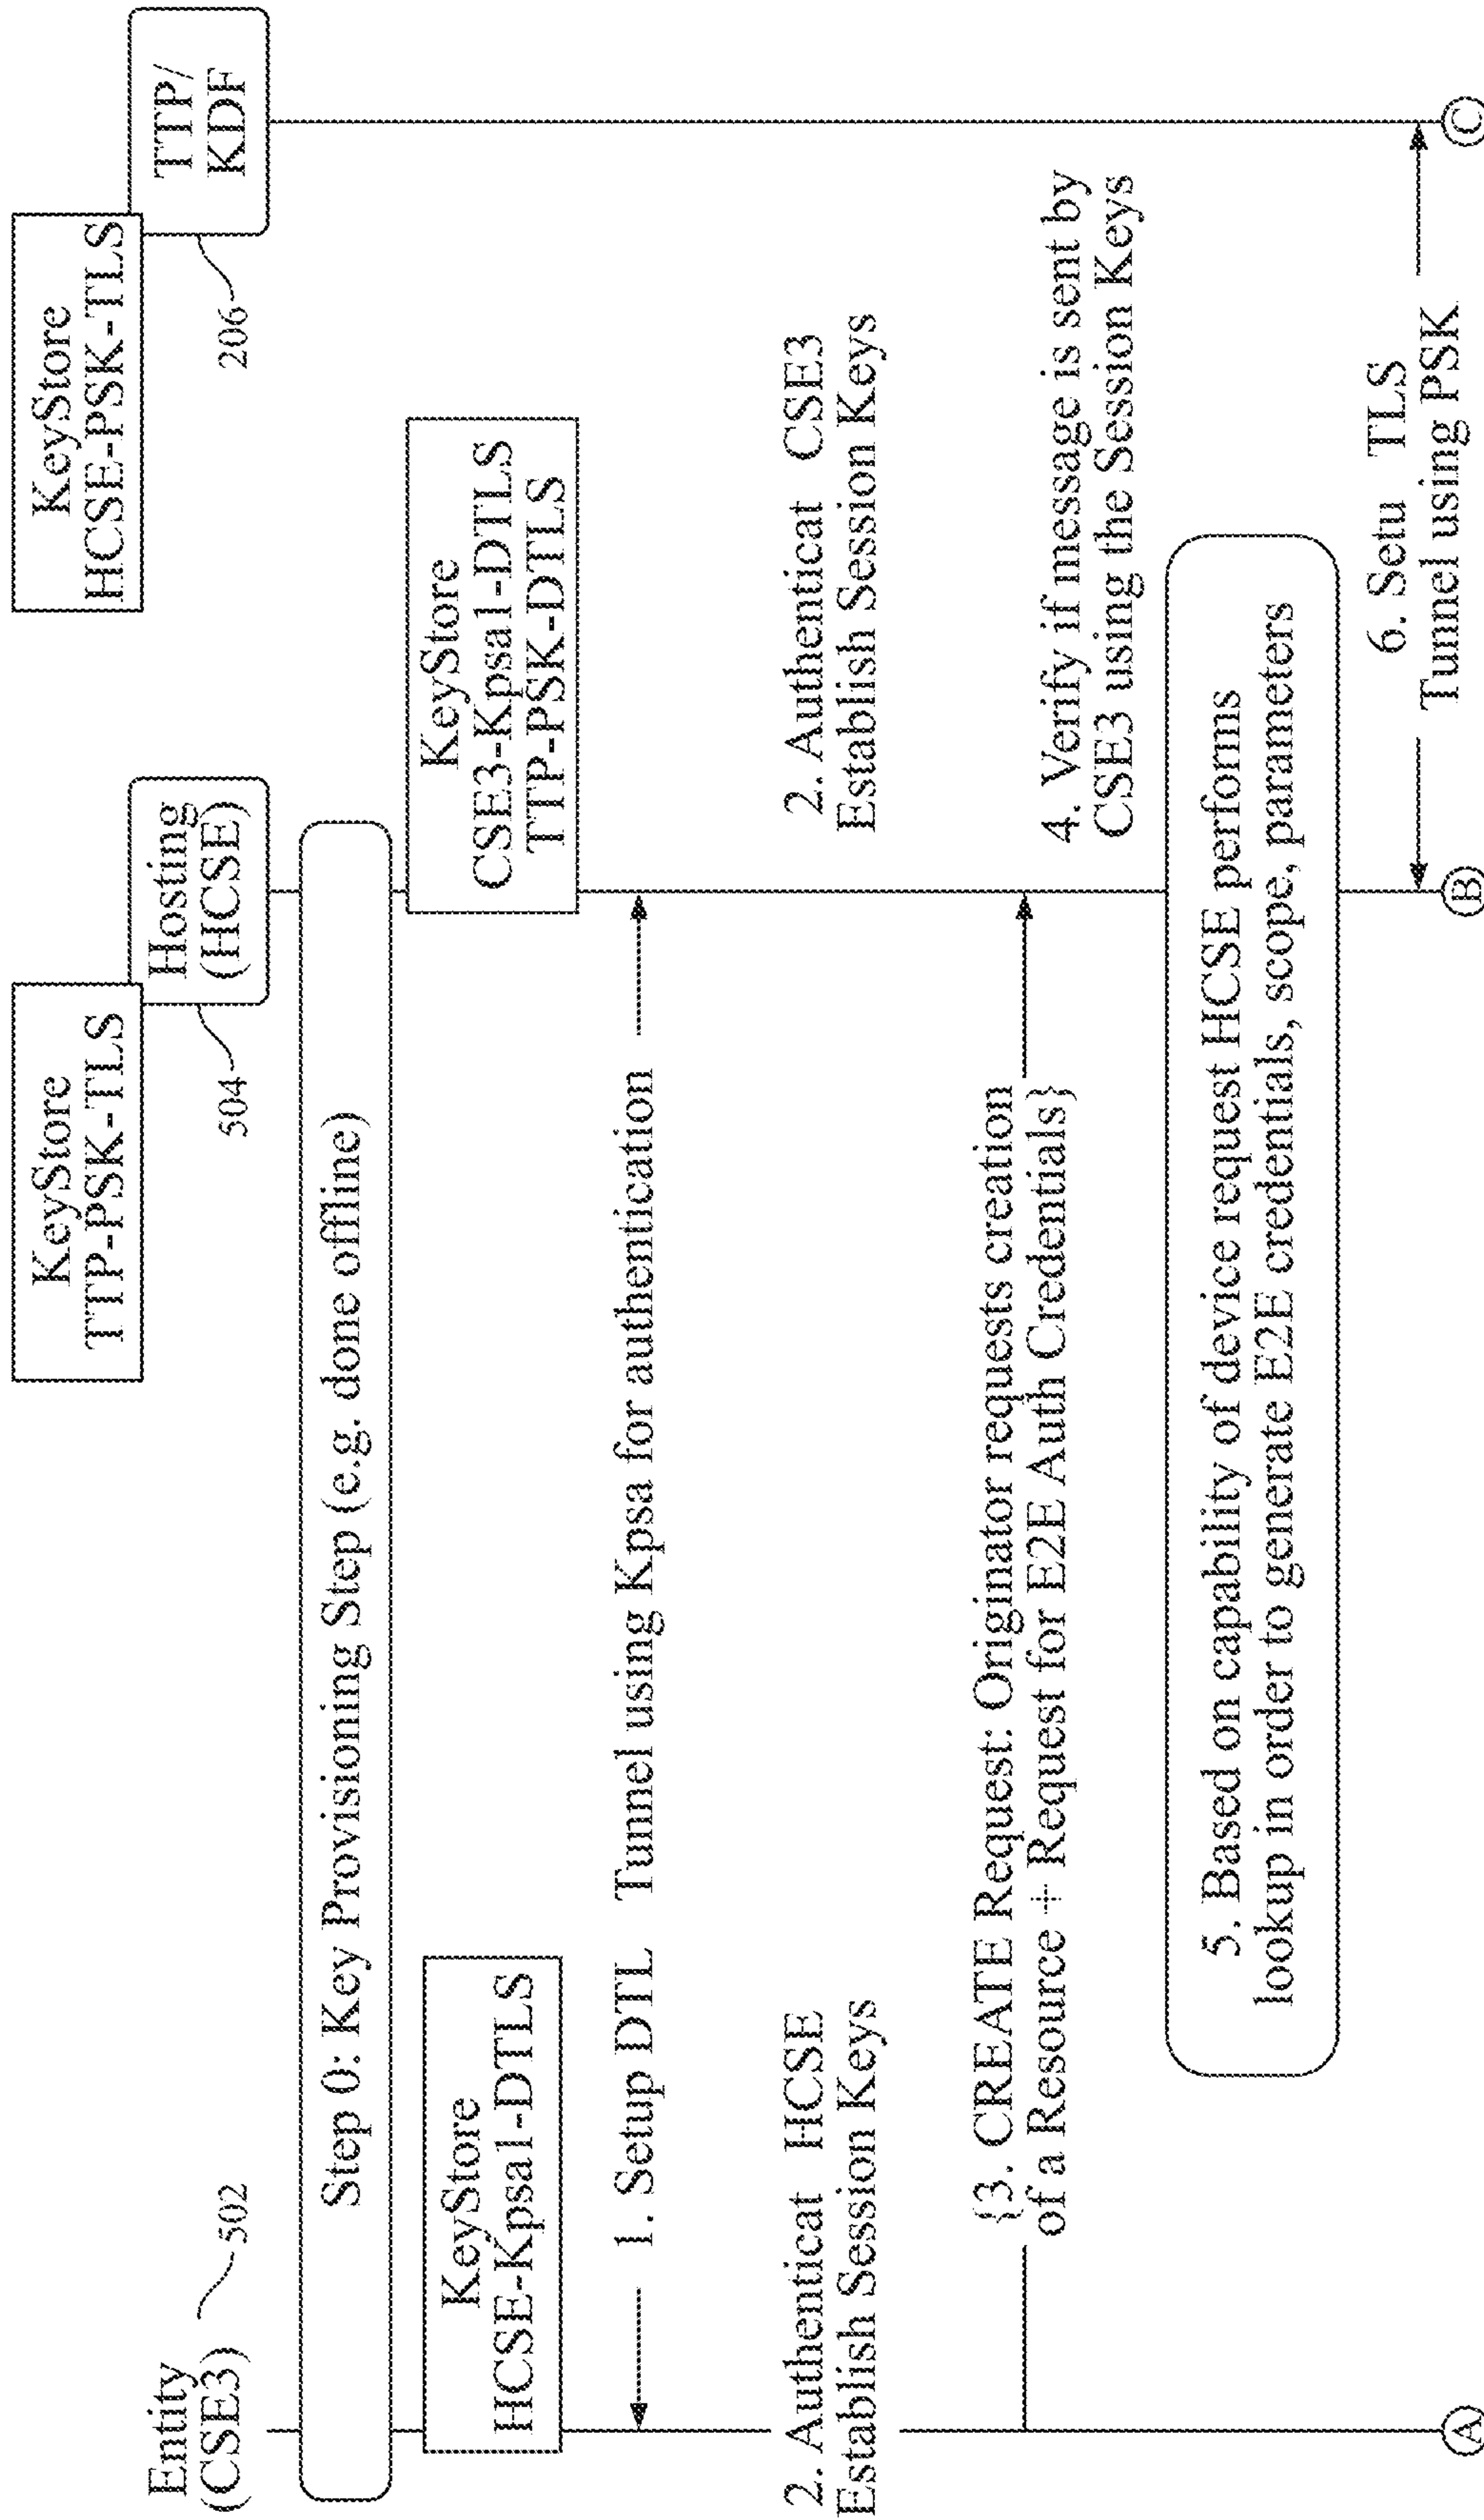 Entity
(CSE3)
502
KeyStore
TTP-PSK-TLS
Hosting
(HCSE)
504
KeyStore
HCSE-PSK-TLS
TTP/
KDF
206
Step 0: Key Provisioning Step (e.g. done offline)
KeyStore
HCSE-Kpsa1-DTLS
KeyStore
CSE3-Kpsa1-DTLS
TTP-PSK-DTLS
1. Setup DTL Tunnel using Kpsa for authentication
2. Authenticat HCSE
Establish Session Keys
2. Authenticat CSE3
Establish Session Keys
{3. CREATE Request: Originator requests creation
of a Resource + Request for E2E Auth Credentials}
4. Verify if message is sent by
CSE3 using the Session Keys
5. Based on capability of device request HCSE performs
lookup in order to generate E2E credentials, scope, parameters
6. Setu TLS
Tunnel using PSK
A
B
C